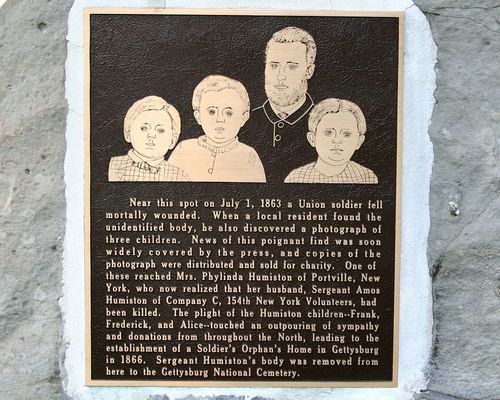 Near this spot on July 1, 1863 a Union soldier fell
mortally wounded. When a local resident found the
unidentified body, he also discovered a photograph of
three children. News of this poignant find was soon
widely covered by the press, and copies of the
photograph were distributed and sold for charity. One of
these reached Mrs. Phylinda Humiston of Portville, New
York, who now realized that her husband, Sergeant Amos
Humiston of Company C, 154th New York Volunteers, had
been killed. The plight of the Humiston children--Frank,
Frederick, and Alice--touched an outpouring of sympathy
and donations from throughout the North, leading to the
establishment of a Soldier's Orphan's Home in Gettysburg
in 1866. Sergeant Humiston's body was removed from
here to the Gettysburg National Cemetery.